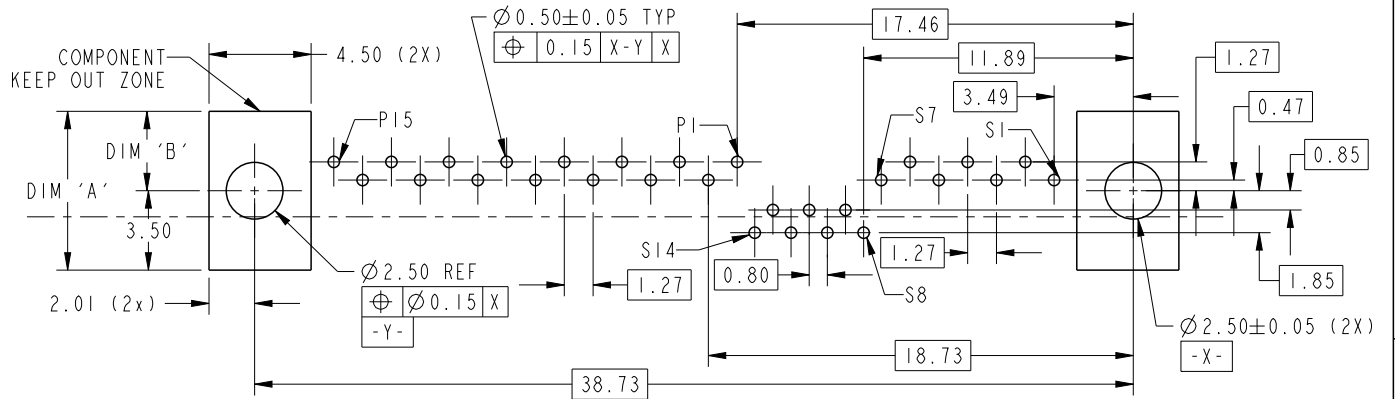 Ø0.50±0.05 TYP
⌖ 0.15 X-Y X
17.46
COMPONENT
KEEP OUT ZONE
4.50 (2X)
11.89
1.27
3.49
P15
P1
S7
S1
0.47
0.85
DIM 'B'
DIM 'A'
3.50
S14
Ø2.50 REF
⌖ Ø0.15 X
-Y-
1.27
0.80
1.27
S8
1.85
2.01 (2x)
Ø2.50±0.05 (2X)
-X-
18.73
38.73